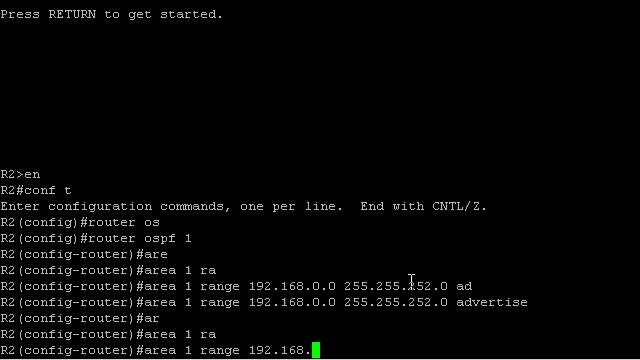 Press RETURN to get started.
R2>en
R2#conf t
Enter configuration commands, one per line.  End with CNTL/Z.
R2(config)#router os
R2(config)#router ospf 1
R2(config-router)#are
R2(config-router)#area 1 ra
R2(config-router)#area 1 range 192.168.0.0 255.255.252.0 ad
R2(config-router)#area 1 range 192.168.0.0 255.255.252.0 advertise
R2(config-router)#ar
R2(config-router)#area 1 ra
R2(config-router)#area 1 range 192.168.